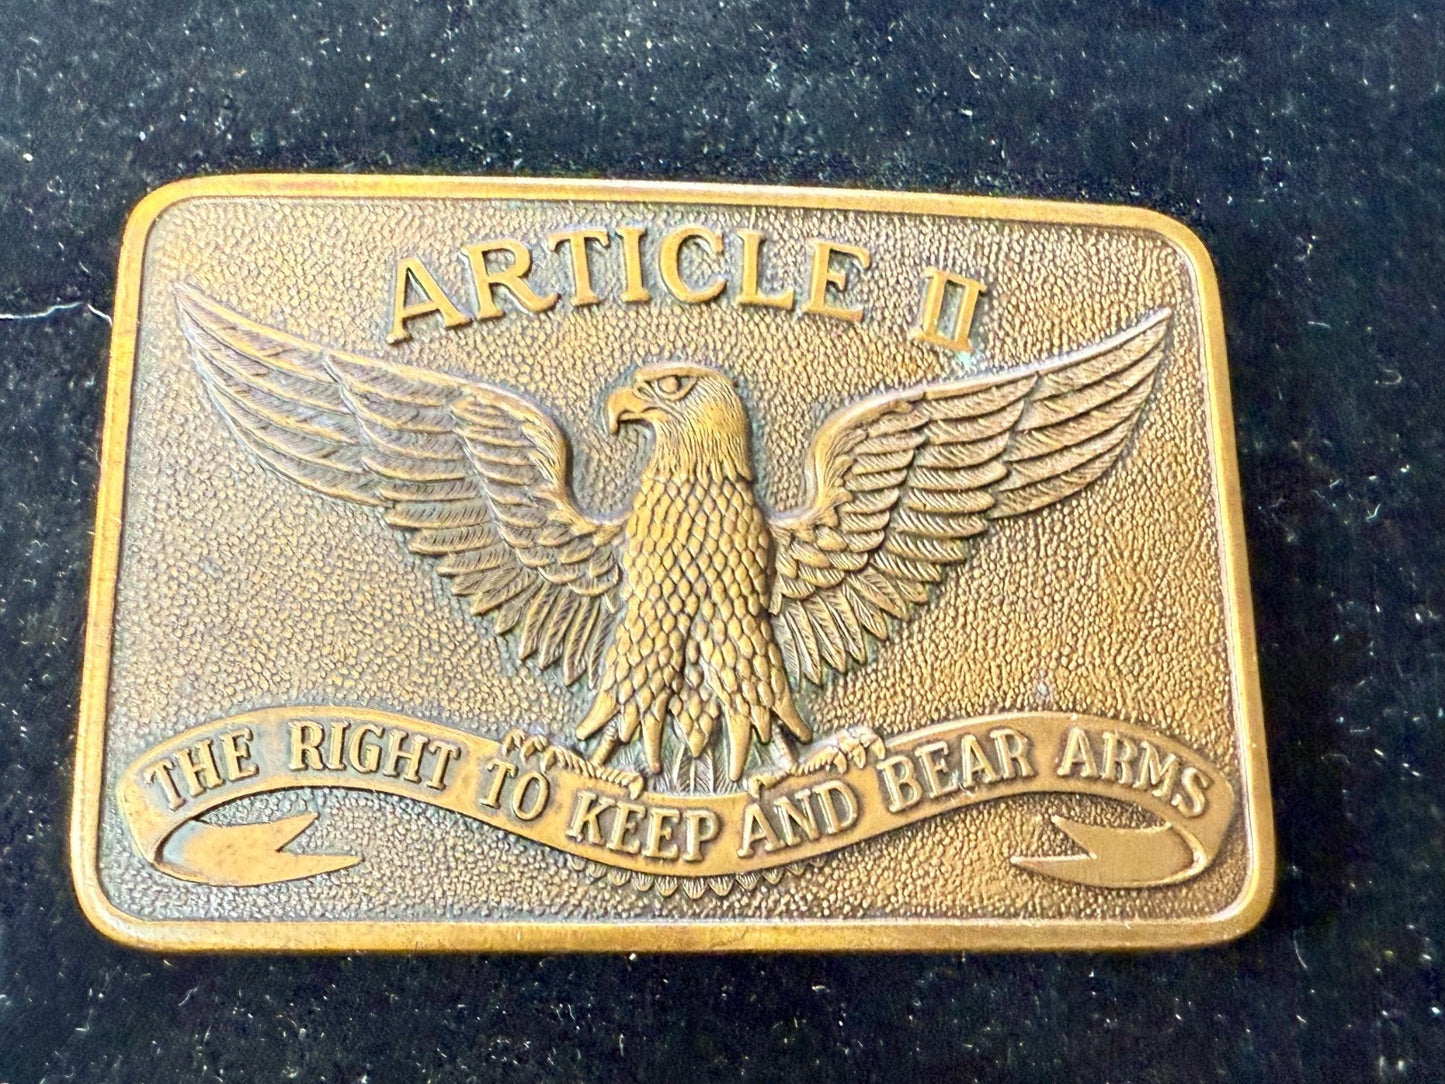 ARTICLE II
THE RIGHT TO KEEP AND BEAR ARMS